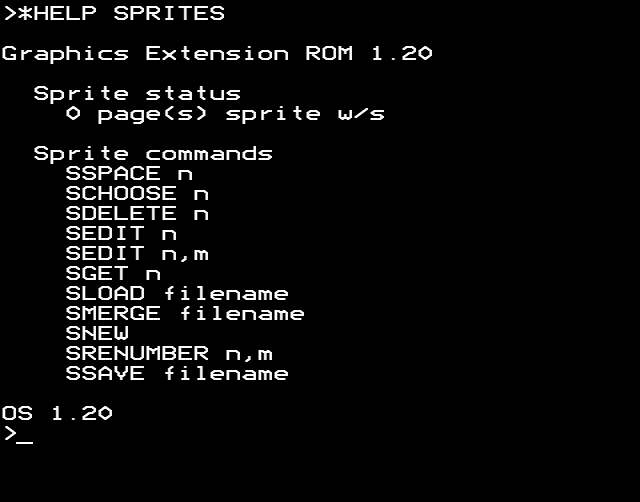 >*HELP SPRITES
Graphics Extension ROM 1.20
Sprite status
0 page(s) sprite w/s
Sprite commands
SSPACE n
SCHOOSE n
SDELETE n
SEDIT n
SEDIT n,m
SGET n
SLOAD filename
SMERGE filename
SNEW
SRENUMBER n,m
SSAVE filename
OS 1.20
>_